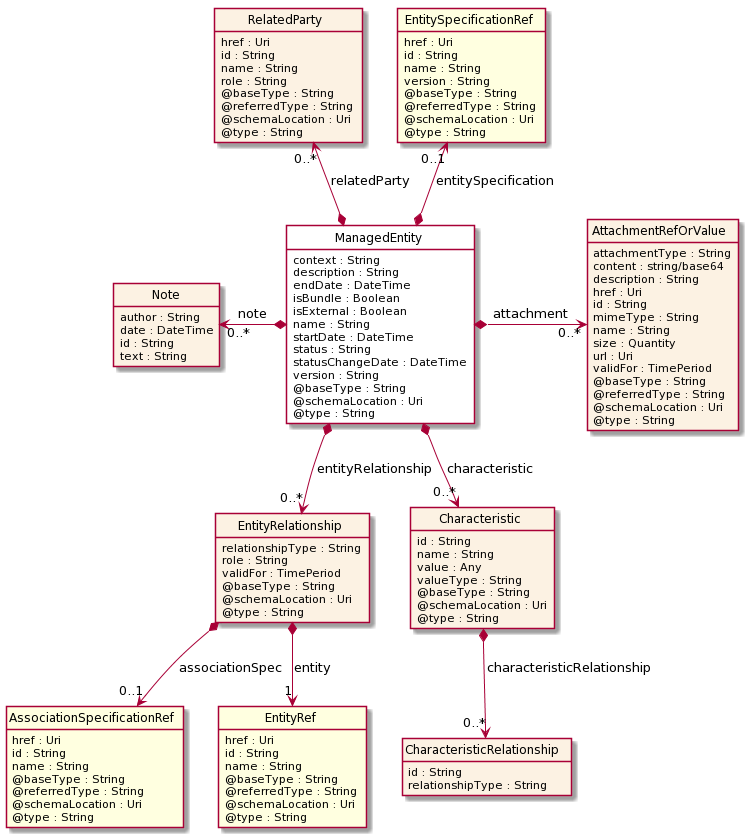 RelatedParty
href : Uri
id : String
name : String
role : String
@baseType : String
@referredType : String
@schemaLocation : Uri
@type : String
EntitySpecificationRef
href : Uri
id : String
name : String
version : String
@baseType : String
@referredType : String
@schemaLocation : Uri
@type : String
0..*
relatedParty
0..1
entitySpecification
ManagedEntity
context : String
description : String
endDate : DateTime
isBundle : Boolean
isExternal : Boolean
name : String
startDate : DateTime
status : String
statusChangeDate : DateTime
version : String
@baseType : String
@schemaLocation : Uri
@type : String
Note
author : String
date : DateTime
id : String
text : String
note
0..*
attachment
0..*
AttachmentRefOrValue
attachmentType : String
content : string/base64
description : String
href : Uri
id : String
mimeType : String
name : String
size : Quantity
url : Uri
validFor : TimePeriod
@baseType : String
@referredType : String
@schemaLocation : Uri
@type : String
entityRelationship
0..*
characteristic
0..*
EntityRelationship
relationshipType : String
role : String
validFor : TimePeriod
@baseType : String
@schemaLocation : Uri
@type : String
Characteristic
id : String
name : String
value : Any
valueType : String
@baseType : String
@schemaLocation : Uri
@type : String
associationSpec
0..1
entity
1
characteristicRelationship
0..*
AssociationSpecificationRef
href : Uri
id : String
name : String
@baseType : String
@referredType : String
@schemaLocation : Uri
@type : String
EntityRef
href : Uri
id : String
name : String
@baseType : String
@referredType : String
@schemaLocation : Uri
@type : String
CharacteristicRelationship
id : String
relationshipType : String